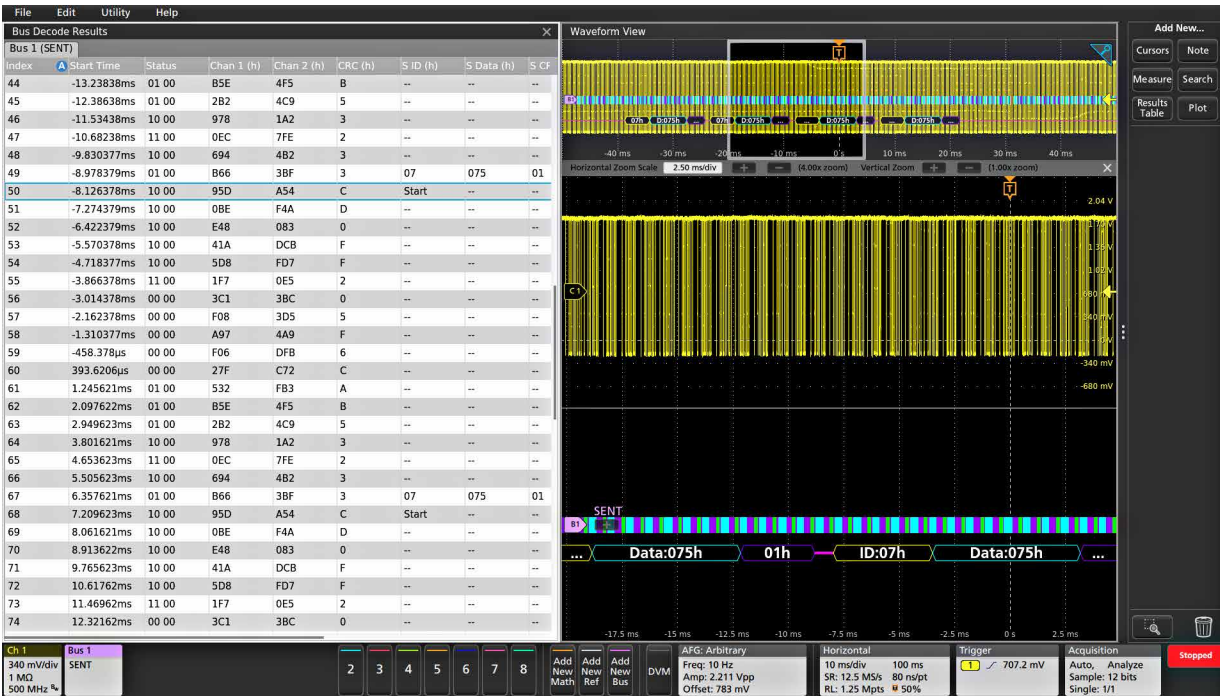 File Edit Utility Help
Bus Decode Results ×
Bus 1 (SENT)
Index A Start Time Status Chan 1 (h) Chan 2 (h) CRC (h) S ID (h) S Data (h) S CF
44 -13.23838ms 01 00 B5E 4F5 B -- -- --
45 -12.38638ms 01 00 2B2 4C9 5 -- -- --
46 -11.53438ms 10 00 978 1A2 3 -- -- --
47 -10.68238ms 11 00 0EC 7FE 2 -- -- --
48 -9.830377ms 10 00 694 4B2 3 -- -- --
49 -8.978379ms 01 00 B66 3BF 3 07 075 01
50 -8.126378ms 10 00 95D A54 C Start -- --
51 -7.274379ms 10 00 0BE F4A D -- -- --
52 -6.422379ms 10 00 E48 083 0 -- -- --
53 -5.570378ms 10 00 41A DCB F -- -- --
54 -4.718377ms 10 00 5D8 FD7 F -- -- --
55 -3.866378ms 11 00 1F7 0E5 2 -- -- --
56 -3.014378ms 00 00 3C1 3BC 0 -- -- --
57 -2.162378ms 00 00 F08 3D5 5 -- -- --
58 -1.310377ms 00 00 A97 4A9 F -- -- --
59 -458.378µs 00 00 F06 DFB 6 -- -- --
60 393.6206µs 00 00 27F C72 C -- -- --
61 1.245621ms 01 00 532 FB3 A -- -- --
62 2.097622ms 01 00 B5E 4F5 B -- -- --
63 2.949623ms 01 00 2B2 4C9 5 -- -- --
64 3.801621ms 10 00 978 1A2 3 -- -- --
65 4.653623ms 11 00 0EC 7FE 2 -- -- --
66 5.505623ms 10 00 694 4B2 3 -- -- --
67 6.357621ms 01 00 B66 3BF 3 07 075 01
68 7.209623ms 10 00 95D A54 C Start -- --
69 8.061621ms 10 00 0BE F4A D -- -- --
70 8.913622ms 10 00 E48 083 0 -- -- --
71 9.765623ms 10 00 41A DCB F -- -- --
72 10.61762ms 10 00 5D8 FD7 F -- -- --
73 11.46962ms 11 00 1F7 0E5 2 -- -- --
74 12.32162ms 00 00 3C1 3BC 0 -- -- --
Waveform View
T
B1
07h D:075h ... 07h D:075h ... ... D:075h ... ... D:075h ...
-40 ms -30 ms -20 ms -10 ms 0 s 10 ms 20 ms 30 ms 40 ms
Horizontal Zoom Scale 2.50 ms/div + − (4.00x zoom) Vertical Zoom + − (1.00x zoom) ×
T
2.04 V
1.36 V
1.02 V
C1 680 mV
340 mV
0 V
-340 mV
-680 mV
SENT
B1 +
... Data:075h 01h ID:07h Data:075h ...
-17.5 ms -15 ms -12.5 ms -10 ms -7.5 ms -5 ms -2.5 ms 0 s 2.5 ms
Add New...
Cursors Note
Measure Search
Results Table Plot
Ch 1
340 mV/div
1 MΩ
500 MHz
Bus 1
SENT
2 3 4 5 6 7 8
Add New Math
Add New Ref
Add New Bus
DVM
AFG: Arbitrary
Freq: 10 Hz
Amp: 2.211 Vpp
Offset: 783 mV
Horizontal
10 ms/div 100 ms
SR: 12.5 MS/s 80 ns/pt
RL: 1.25 Mpts 50%
Trigger
1 707.2 mV
Acquisition
Auto, Analyze
Sample: 12 bits
Single: 1/1
Stopped